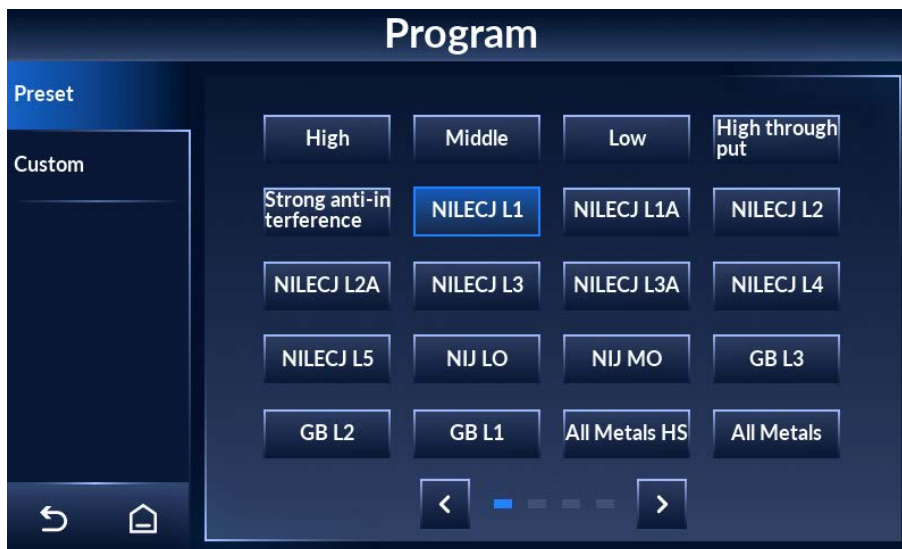 Program
Preset
Custom
High
Middle
Low
High through
put
Strong anti-in
terference
NILECJ L1
NILECJ L1A
NILECJ L2
NILECJ L2A
NILECJ L3
NILECJ L3A
NILECJ L4
NILECJ L5
NIJ LO
NIJ MO
GB L3
GB L2
GB L1
All Metals HS
All Metals